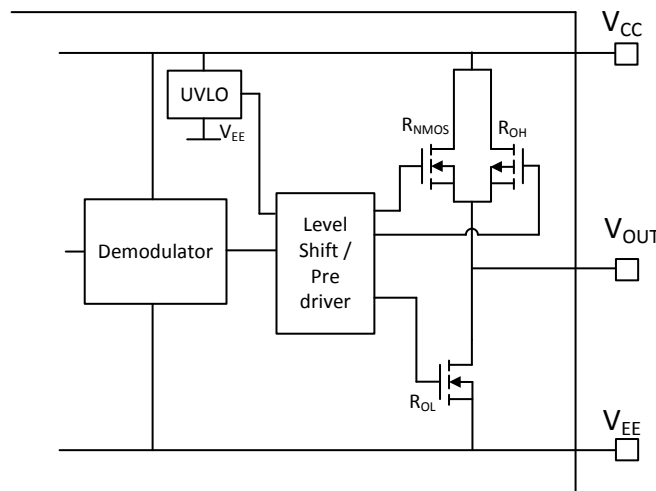 V_CC
UVLO
V_EE
R_NMOS
R_OH
Demodulator
Level
Shift /
Pre
driver
V_OUT
R_OL
V_EE